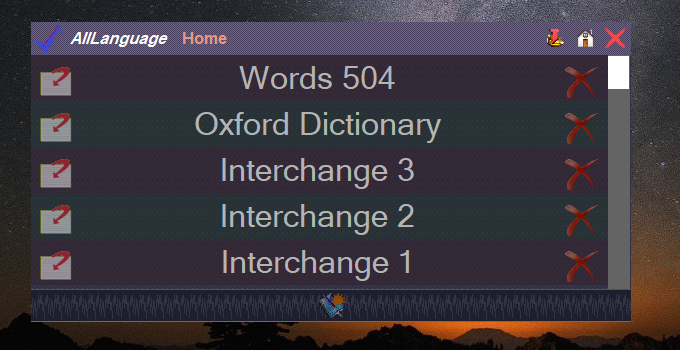 AllLanguage Home
Words 504
Oxford Dictionary
Interchange 3
Interchange 2
Interchange 1